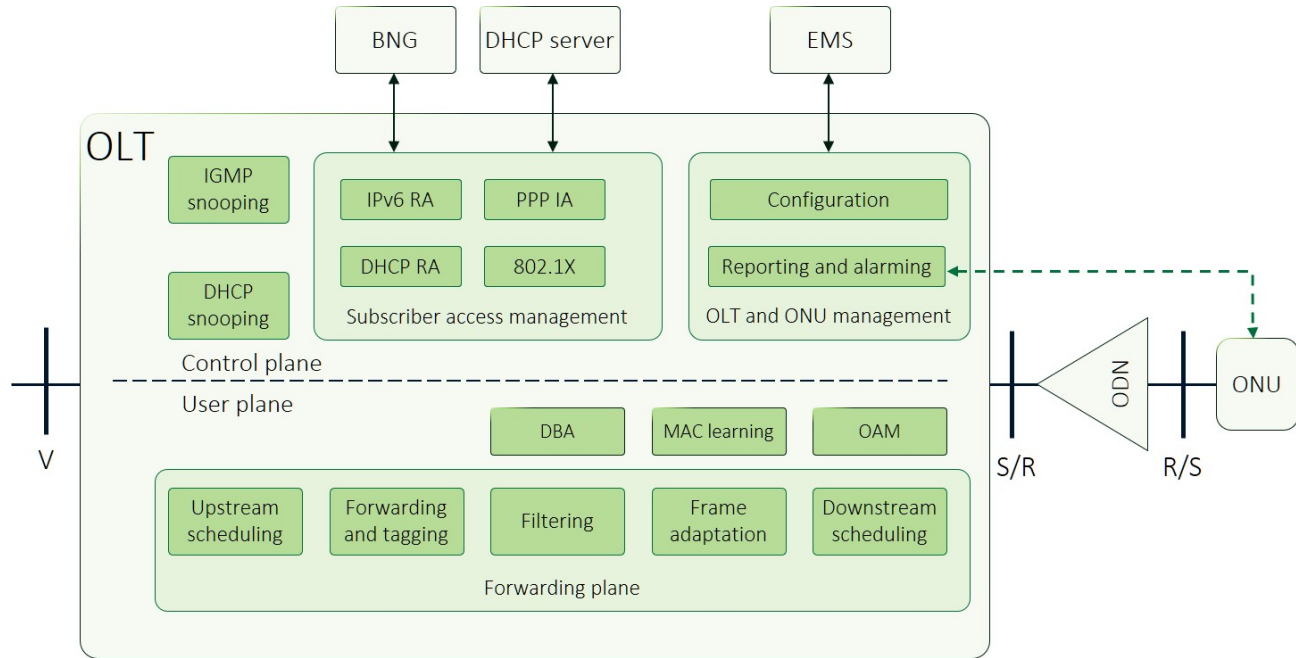 BNG
DHCP server
EMS
OLT
IGMP
snooping
IPv6 RA
PPP IA
Configuration
DHCP RA
802.1X
Reporting and alarming
DHCP
snooping
Subscriber access management
OLT and ONU management
Control plane
User plane
V
S/R
ODN
R/S
ONU
DBA
MAC learning
OAM
Upstream
scheduling
Forwarding
and tagging
Filtering
Frame
adaptation
Downstream
scheduling
Forwarding plane